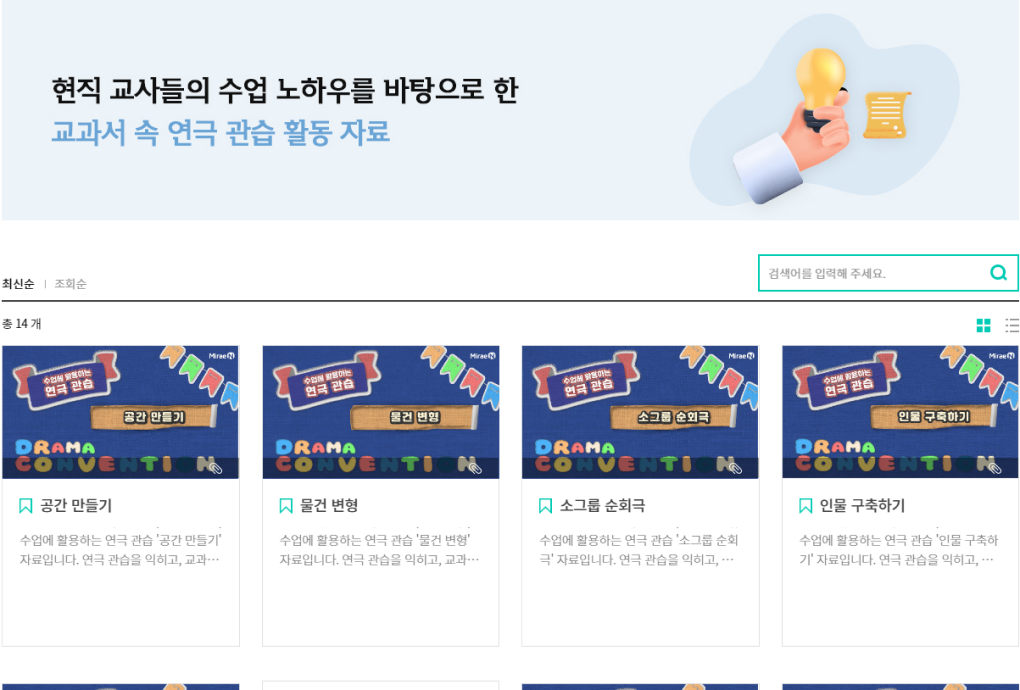 현직 교사들의 수업 노하우를 바탕으로 한
교과서 속 연극 관습 활동 자료
검색어를 입력해 주세요.
최신순 | 조회순
총 14 개
MiraeN
수업에 활용하는
연극 관습
공간 만들기
DRAMA
CONVENTION
MiraeN
수업에 활용하는
연극 관습
물건 변형
DRAMA
CONVENTION
MiraeN
수업에 활용하는
연극 관습
소그룹 순회극
DRAMA
CONVENTION
MiraeN
수업에 활용하는
연극 관습
인물 구축하기
DRAMA
CONVENTION
공간 만들기
수업에 활용하는 연극 관습 '공간 만들기'
자료입니다. 연극 관습을 익히고, 교과…
물건 변형
수업에 활용하는 연극 관습 '물건 변형'
자료입니다. 연극 관습을 익히고, 교과…
소그룹 순회극
수업에 활용하는 연극 관습 '소그룹 순회
극' 자료입니다. 연극 관습을 익히고, …
인물 구축하기
수업에 활용하는 연극 관습 '인물 구축하
기' 자료입니다. 연극 관습을 익히고, …